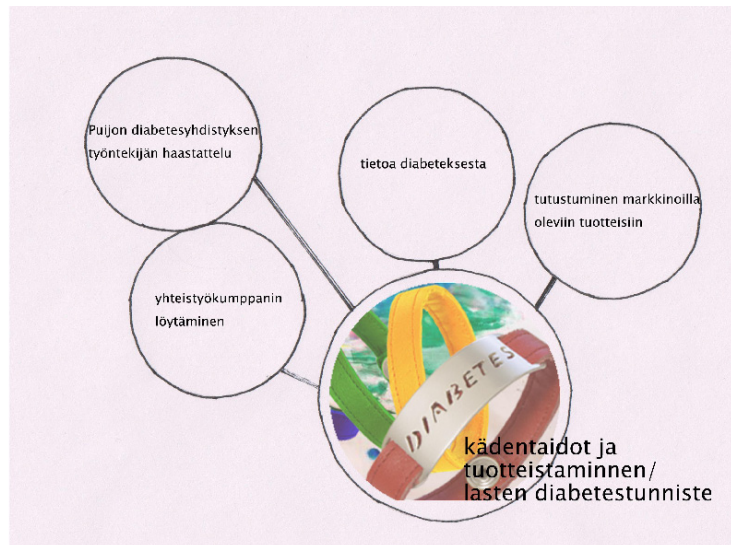 Puijon diabetesyhdistyksen
työntekijän haastattelu
tietoa diabeteksesta
tutustuminen markkinoilla
oleviin tuotteisiin
yhteistyökumppanin
löytäminen
DIABETES
kädentaidot ja
tuotteistaminnen/
lasten diabetestunniste